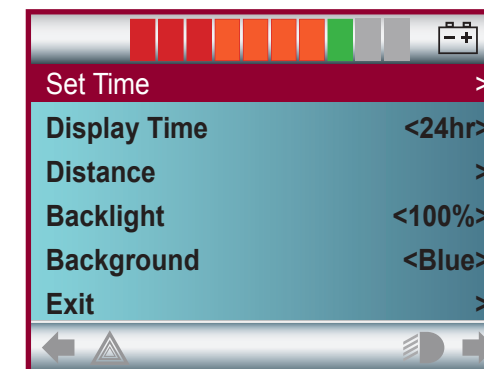 Set Time >
Display Time <24hr>
Distance >
Backlight <100%>
Background <Blue>
Exit >